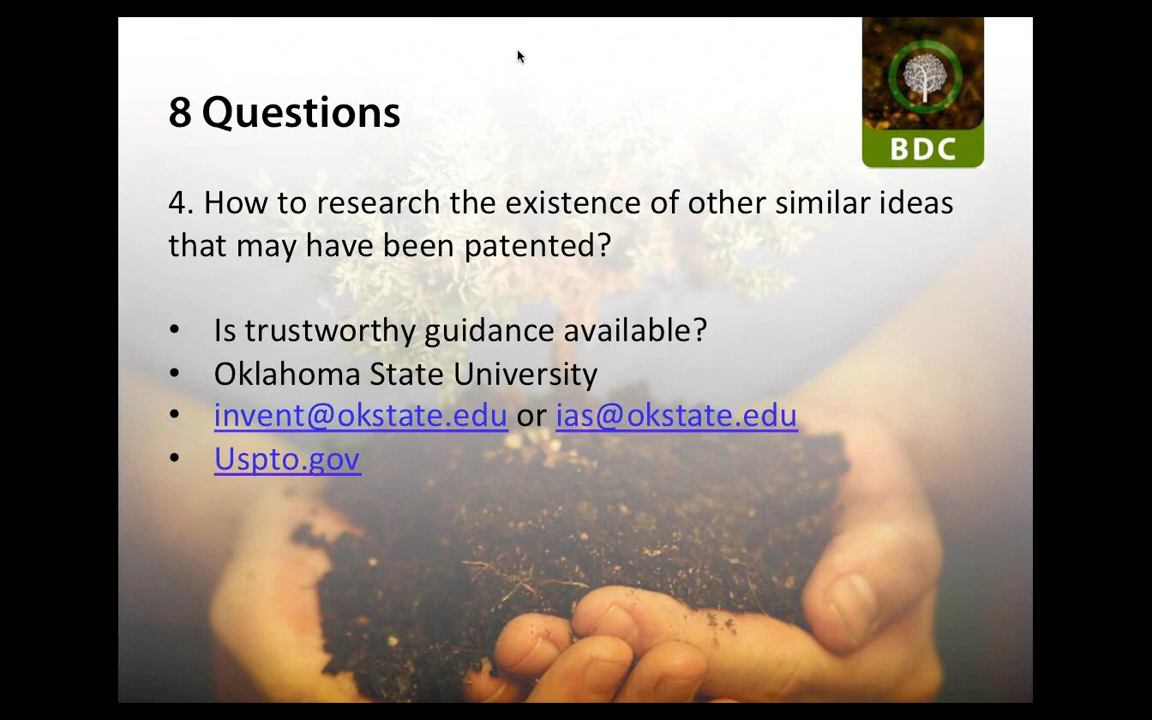 BDC
8 Questions
4. How to research the existence of other similar ideas
that may have been patented?
• Is trustworthy guidance available?
• Oklahoma State University
• invent@okstate.edu or ias@okstate.edu
• Uspto.gov